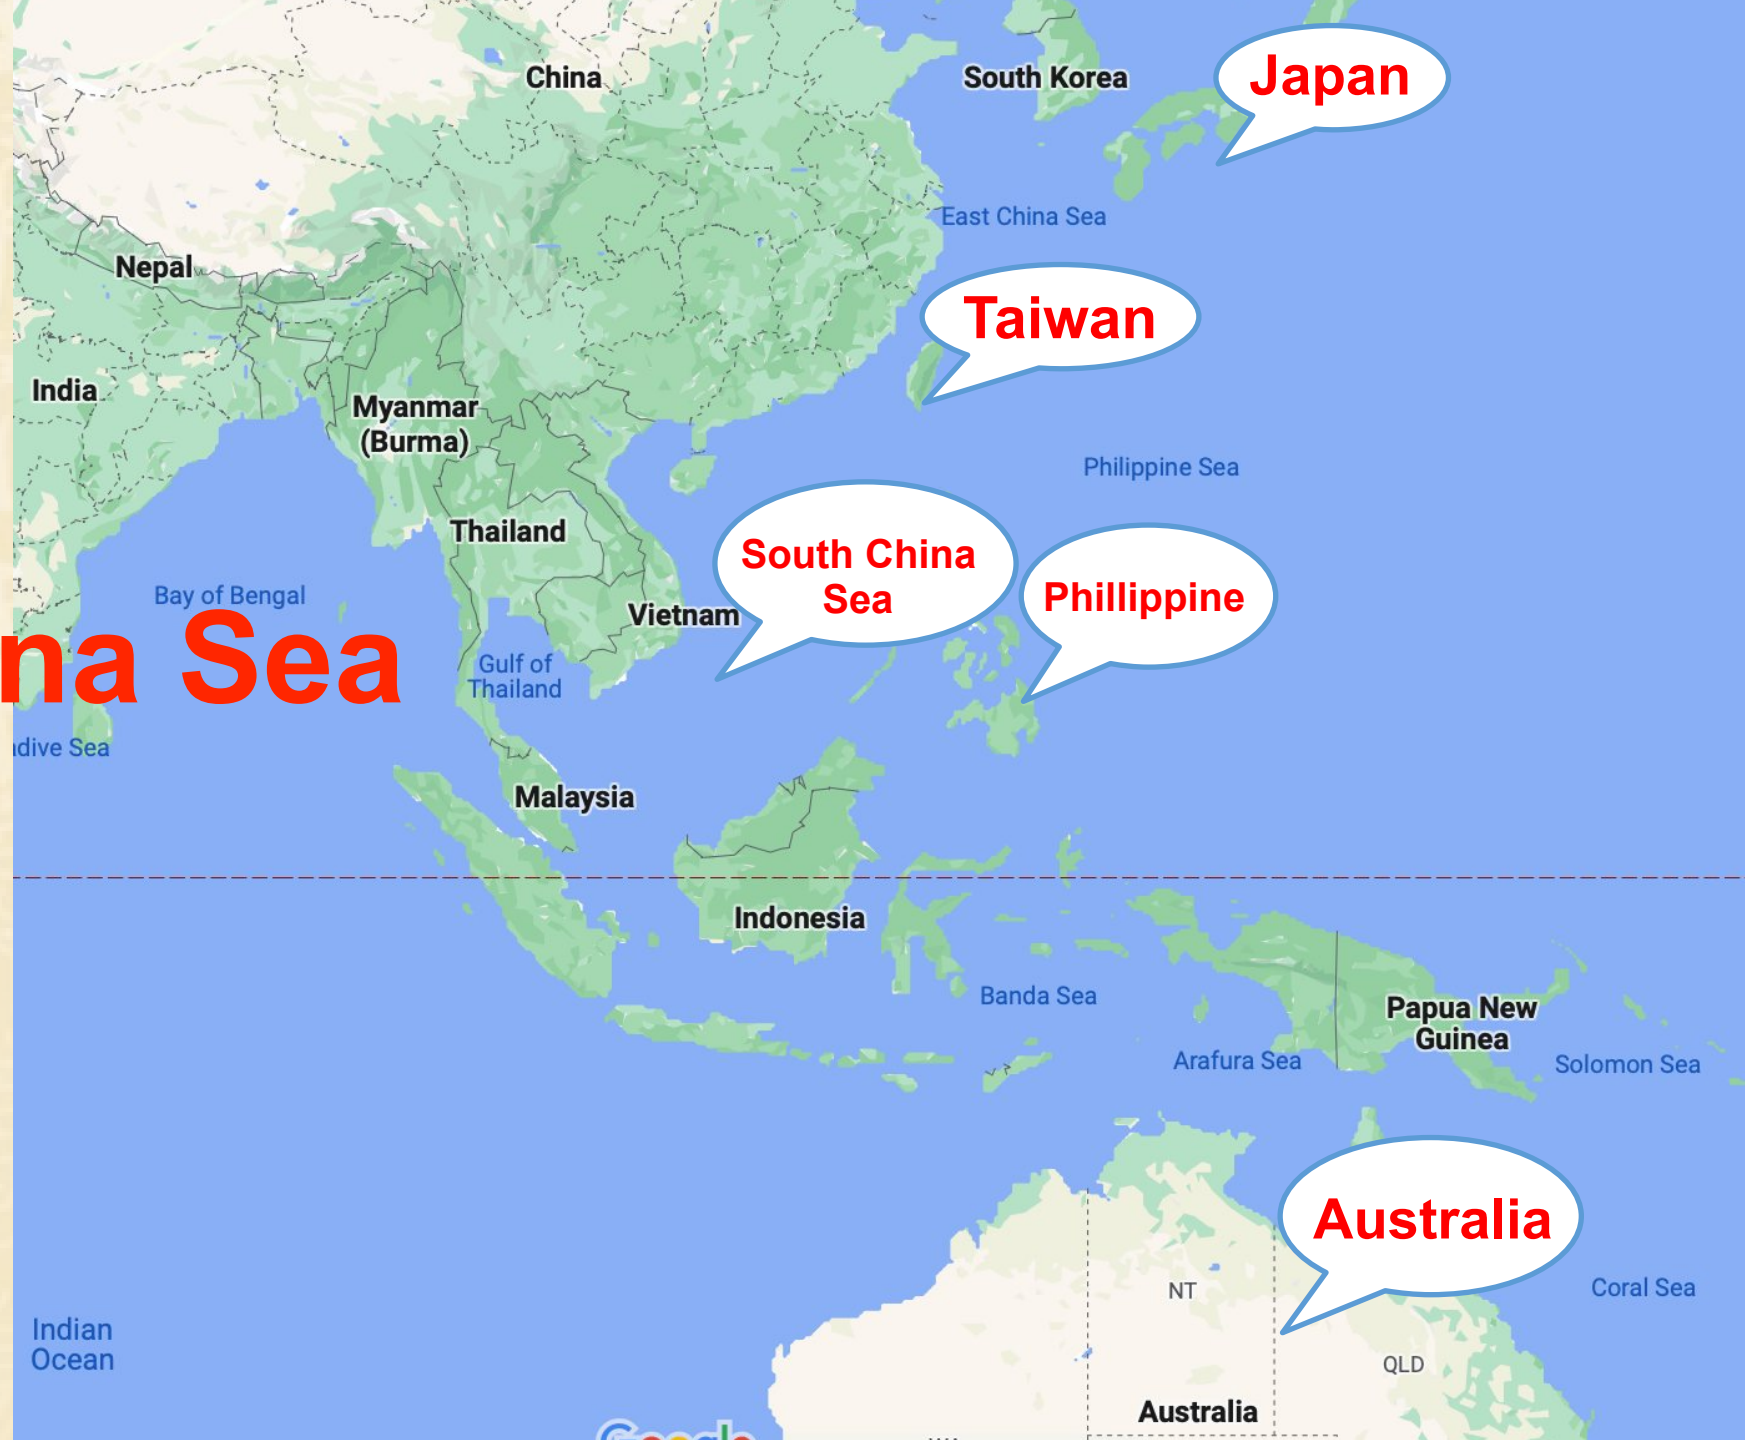 China
South Korea
Japan
East China Sea
Nepal
Taiwan
India
Myanmar
(Burma)
Philippine Sea
Thailand
South China
Sea
Phillippine
Bay of Bengal
Vietnam
na Sea
Gulf of
Thailand
adive Sea
Malaysia
Indonesia
Banda Sea
Papua New
Guinea
Arafura Sea
Solomon Sea
Australia
NT
Coral Sea
Indian
Ocean
QLD
Australia
Google